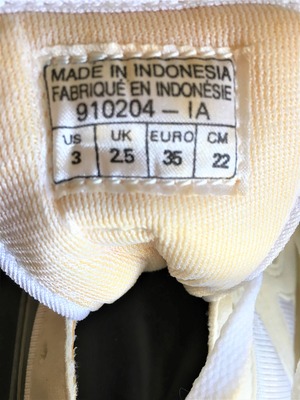 MADE IN INDONESIA
FABRIQUÉ EN INDONÉSIE
910204 – IA
US UK EURO CM
3 2.5 35 22